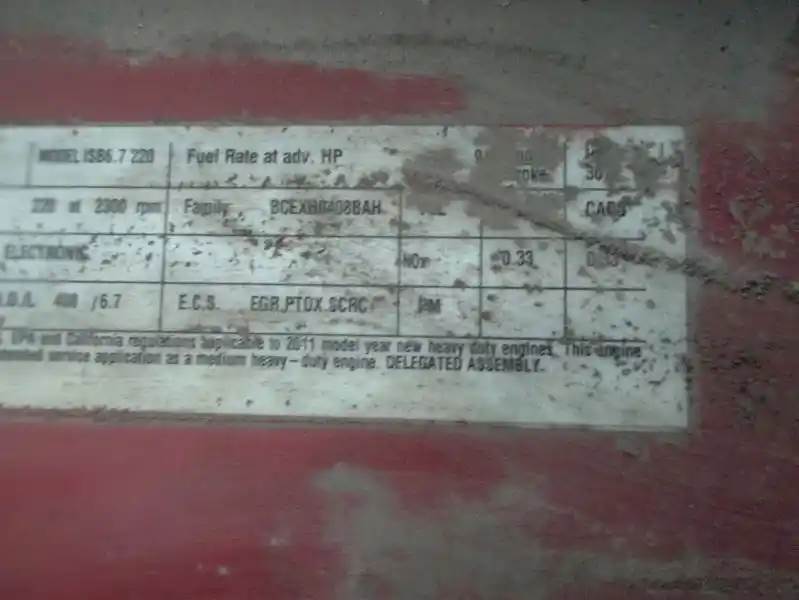 MODEL ISB6.7 220 Fuel Rate at adv. HP
220 at 2300 rpm Family BCEXH0408BAH CARB
ELECTRONIC NOx 0.33
408 /6.7 E.C.S. EGR,PTOX,SCRC PM
EPA and California regulations applicable to 2011 model year new heavy duty engines. This engine
service application as a medium heavy-duty engine. DELEGATED ASSEMBLY.